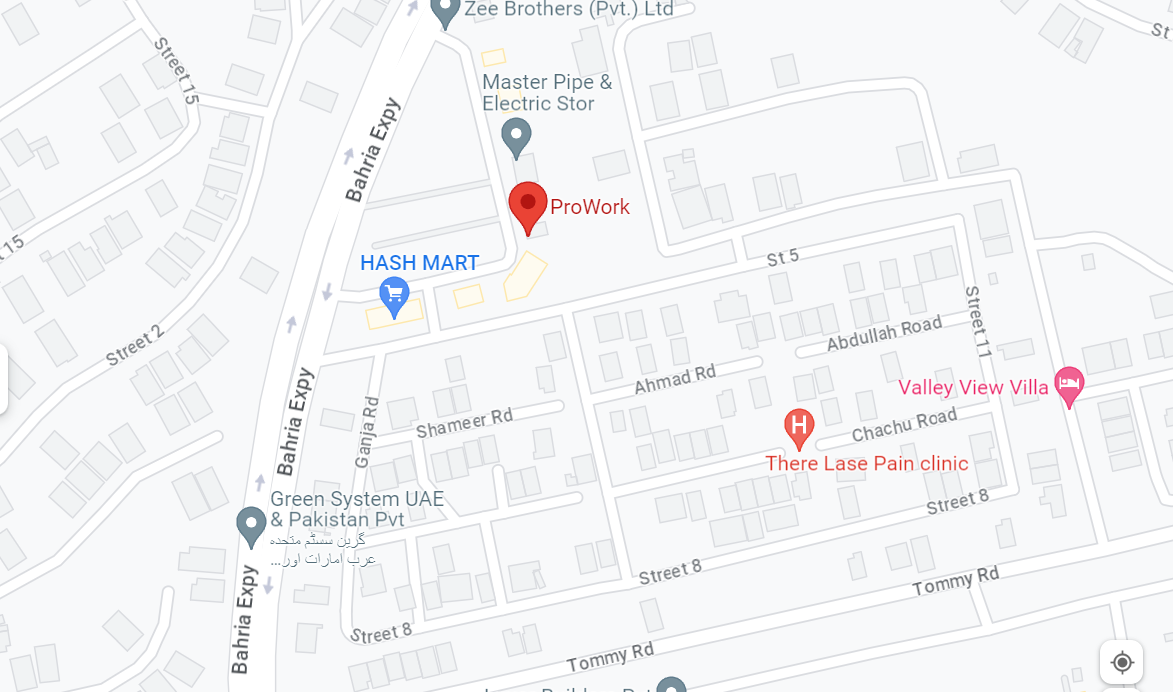 Zee Brothers (Pvt.) Ltd
St
Street 15
Master Pipe &
Electric Stor
Bahria Expy
ProWork
15
HASH MART
St 5
Street 2
Street 11
Abdullah Road
Ahmad Rd
Valley View Villa
Bahria Expy
Ganja Rd
Shameer Rd
Chachu Road
H
There Lase Pain clinic
Green System UAE
& Pakistan Pvt
گرین سسٹم متحدہ
عرب امارات اور...
Street 8
Street 8
Tommy Rd
Bahria Expy
Street 8
Tommy Rd